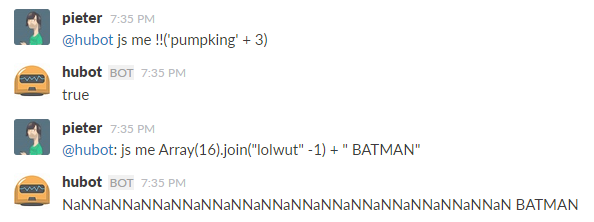 pieter 7:35 PM
@hubot js me !!('pumpking' + 3)
hubot BOT 7:35 PM
true
pieter 7:35 PM
@hubot: js me Array(16).join("lolwut" -1) + " BATMAN"
hubot BOT 7:35 PM
NaNNaNNaNNaNNaNNaNNaNNaNNaNNaNNaNNaNNaNNaNNaN BATMAN